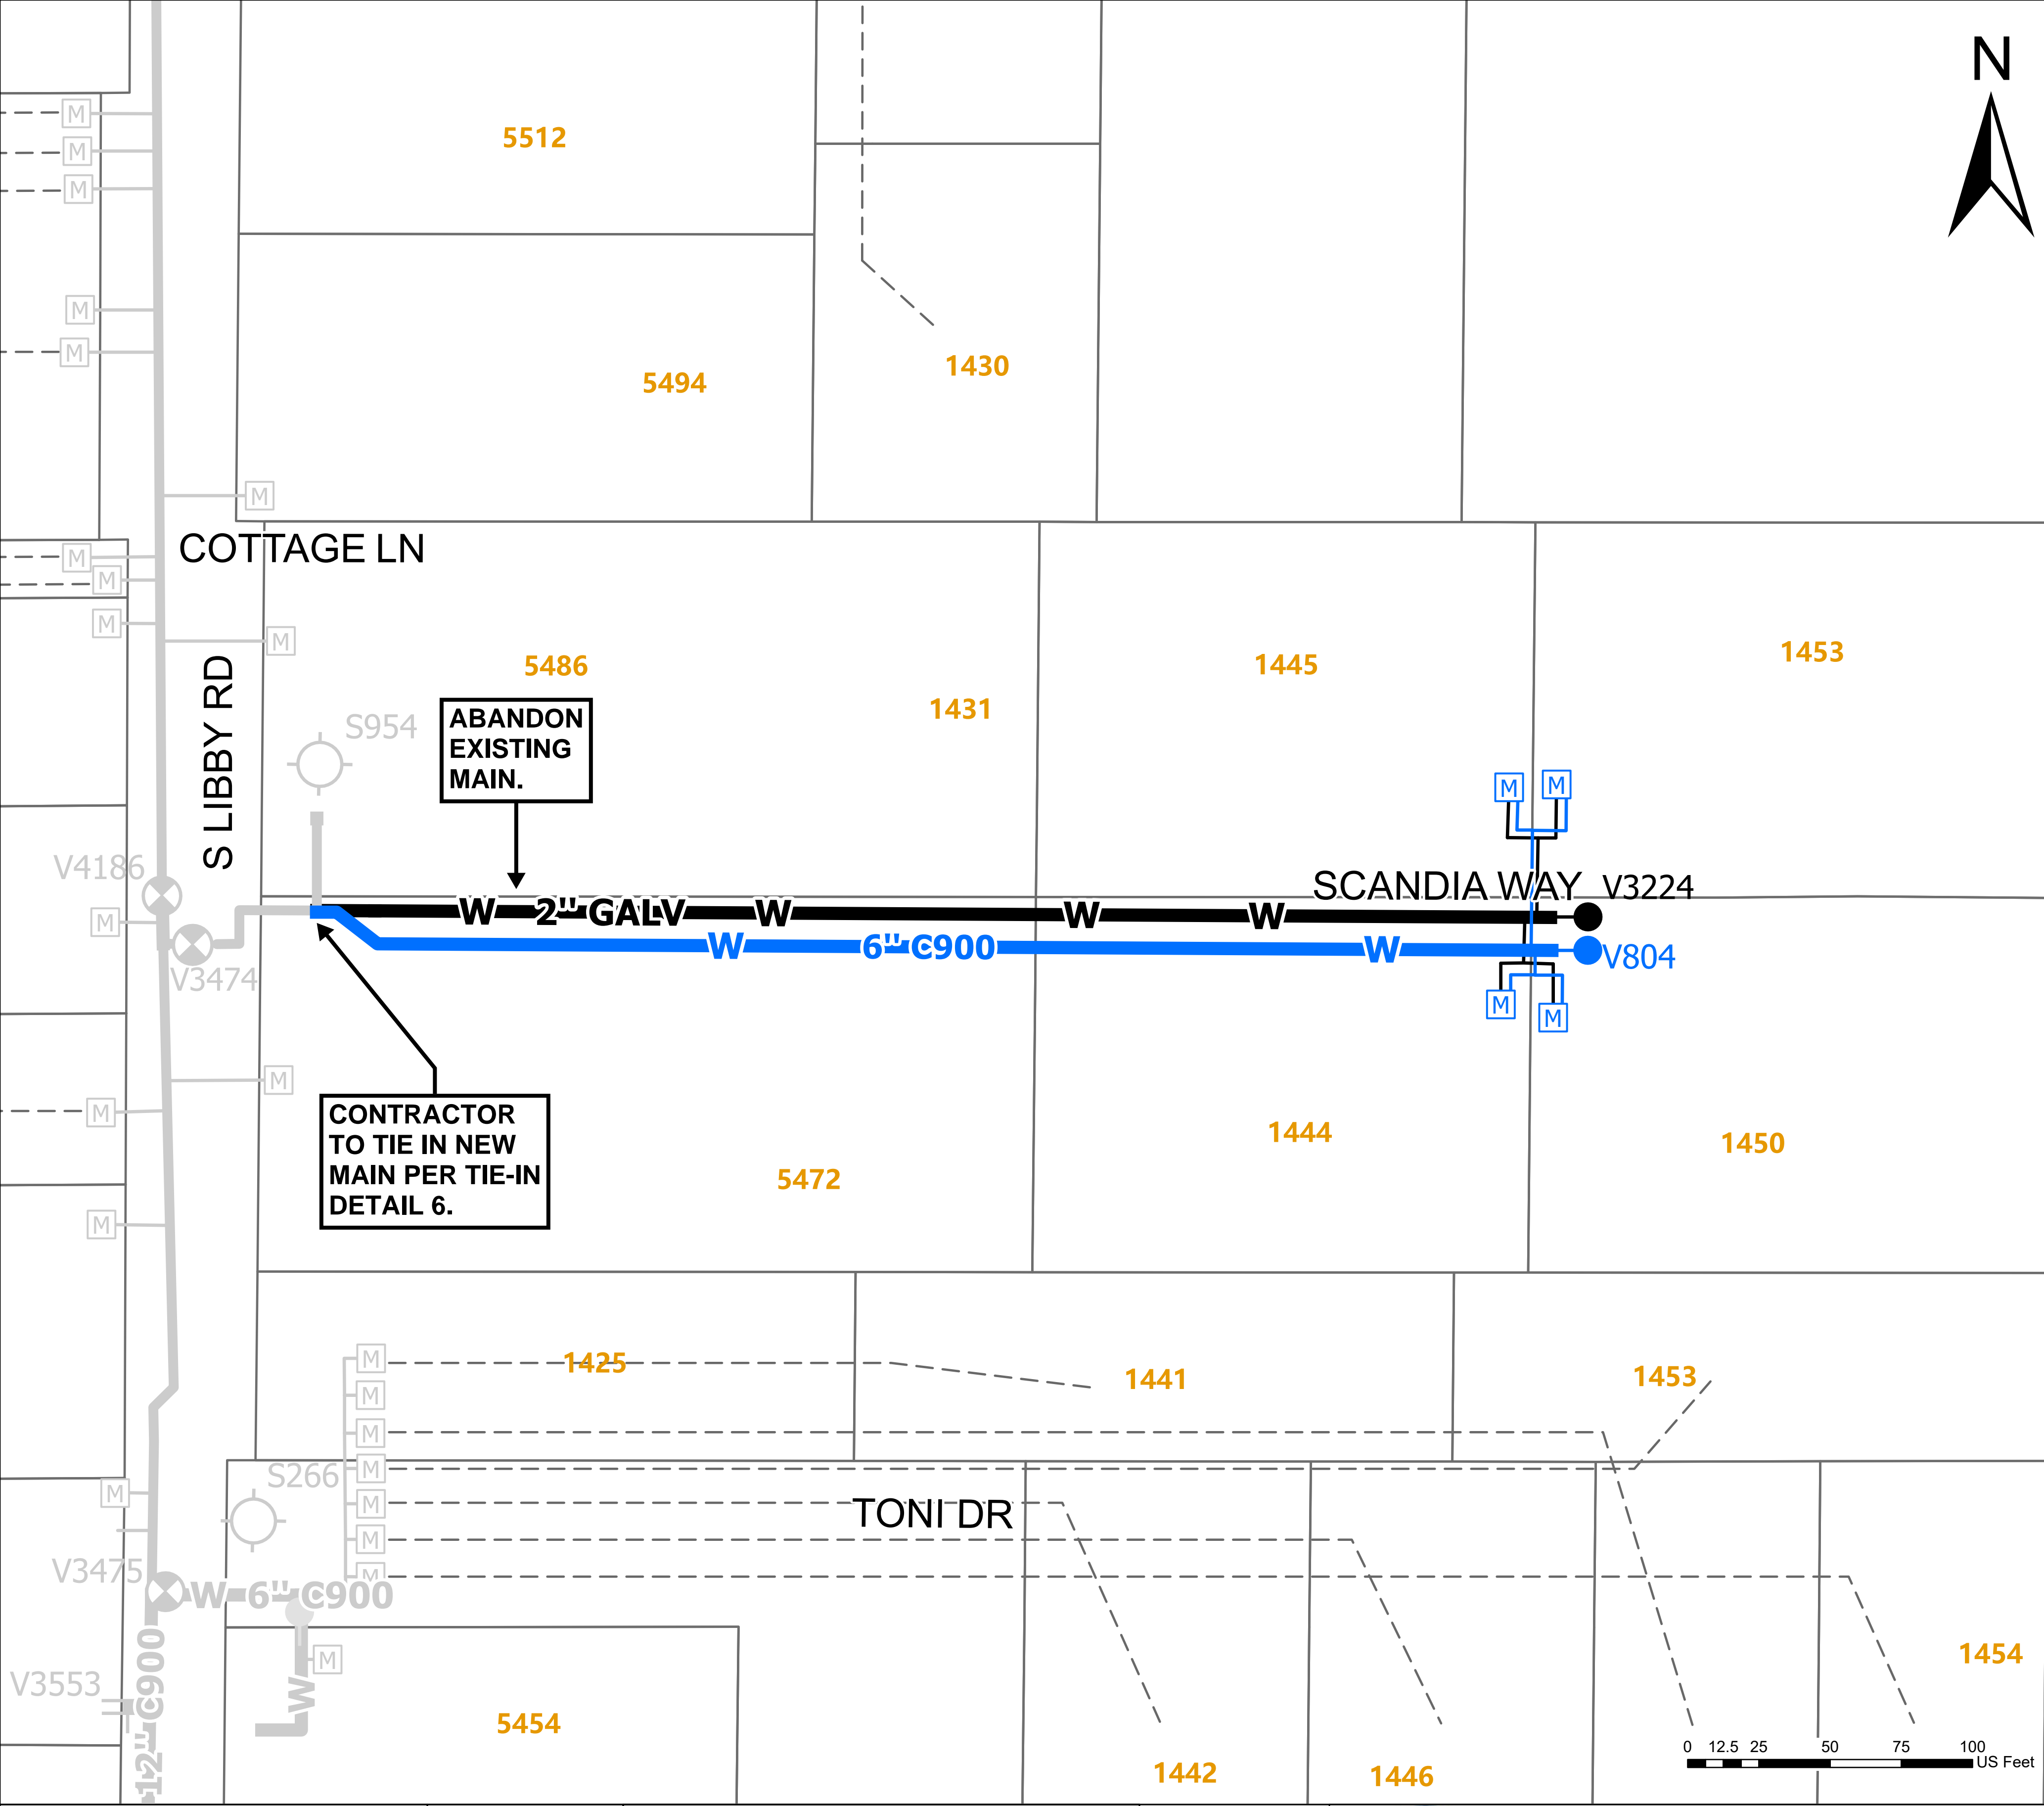 N
M
M
M
5512
1430
5494
M
M
M
COTTAGE LN
M
M
M
M
S LIBBY RD
5486
1431
1445
1453
S954
ABANDON
EXISTING
MAIN.
M
M
V4186
SCANDIA WAY
V3224
W 2" GALV W W W
M
V3474
W 6" C900 W
V804
M
M
M
M
CONTRACTOR
TO TIE IN NEW
MAIN PER TIE-IN
DETAIL 6.
1444
1450
5472
M
M
1425
1441
1453
M
M
M
S266
M
M
TONI DR
M
M
V3475
W 6" C900
M
1454
V3553
W
12" C900
5454
1442
1446
0 12.5 25 50 75 100
US Feet